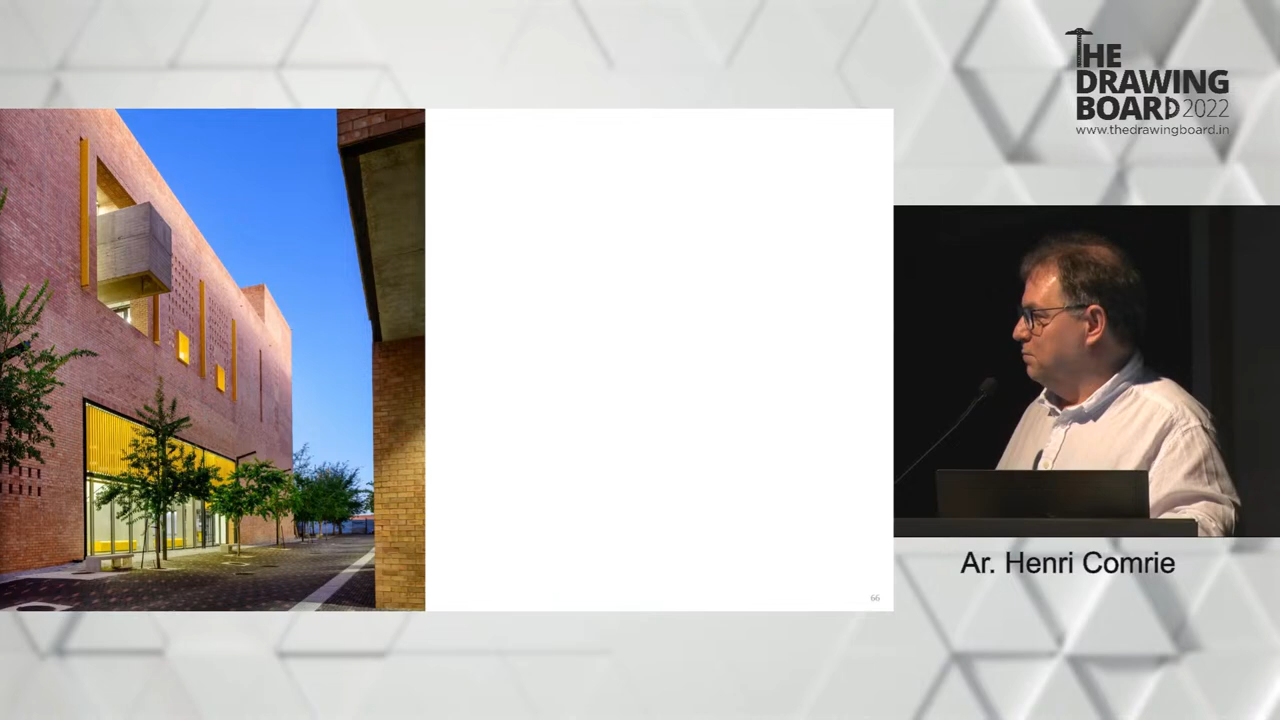 THE
DRAWING
BOARD 2022
www.thedrawingboard.in
66
Ar. Henri Comrie